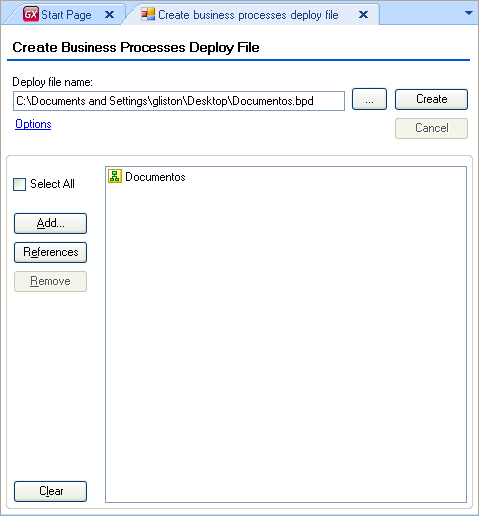 GX Start Page Create business processes deploy file
Create Business Processes Deploy File
Deploy file name:
C:\Documents and Settings\gliston\Desktop\Documentos.bpd ... Create
Options Cancel
Select All Documentos
Add...
References
Remove
Clear